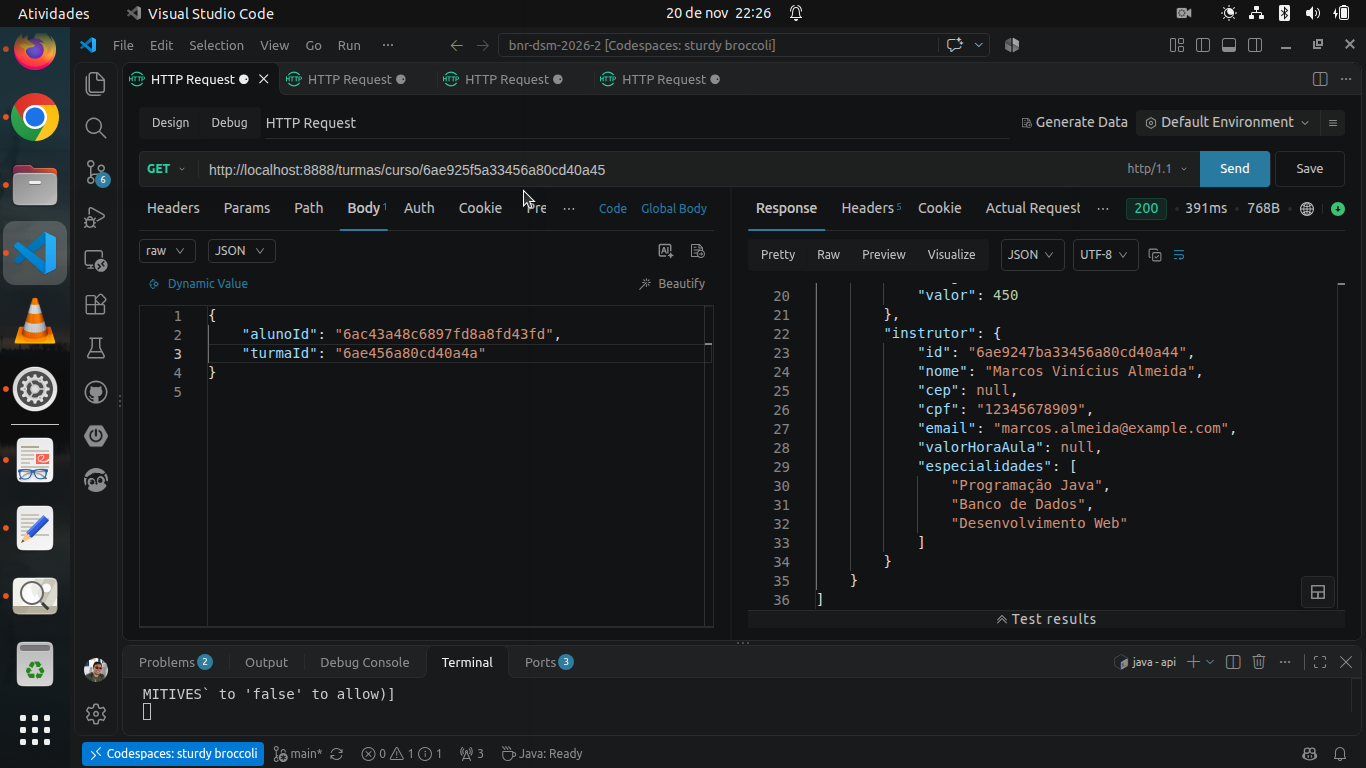 Atividades
Visual Studio Code
20 de nov 22:26
File Edit Selection View Go Run ···
bnr-dsm-2026-2 [Codespaces: sturdy broccoli]
HTTP Request
HTTP Request
HTTP Request
HTTP Request
Design Debug HTTP Request
Generate Data Default Environment
GET http://localhost:8888/turmas/curso/6ae925f5a33456a80cd40a45 http/1.1 Send Save
Headers Params Path Body 1 Auth Cookie Pre ··· Code Global Body
Response Headers 5 Cookie Actual Request ··· 200 391ms 768B
raw JSON
Pretty Raw Preview Visualize JSON UTF-8
Dynamic Value Beautify
1 {
2 "alunoId": "6ac43a48c6897fd8a8fd43fd",
3 "turmaId": "6ae456a80cd40a4a"
4 }
5
20 "valor": 450
21 },
22 "instrutor": {
23 "id": "6ae9247ba33456a80cd40a44",
24 "nome": "Marcos Vinícius Almeida",
25 "cep": null,
26 "cpf": "12345678909",
27 "email": "marcos.almeida@example.com",
28 "valorHoraAula": null,
29 "especialidades": [
30 "Programação Java",
31 "Banco de Dados",
32 "Desenvolvimento Web"
33 ]
34 }
35 }
36 ]
Test results
Problems 2 Output Debug Console Terminal Ports 3
java - api
MITIVES` to 'false' to allow)]
6
Codespaces: sturdy broccoli main* 0 1 1 3 Java: Ready